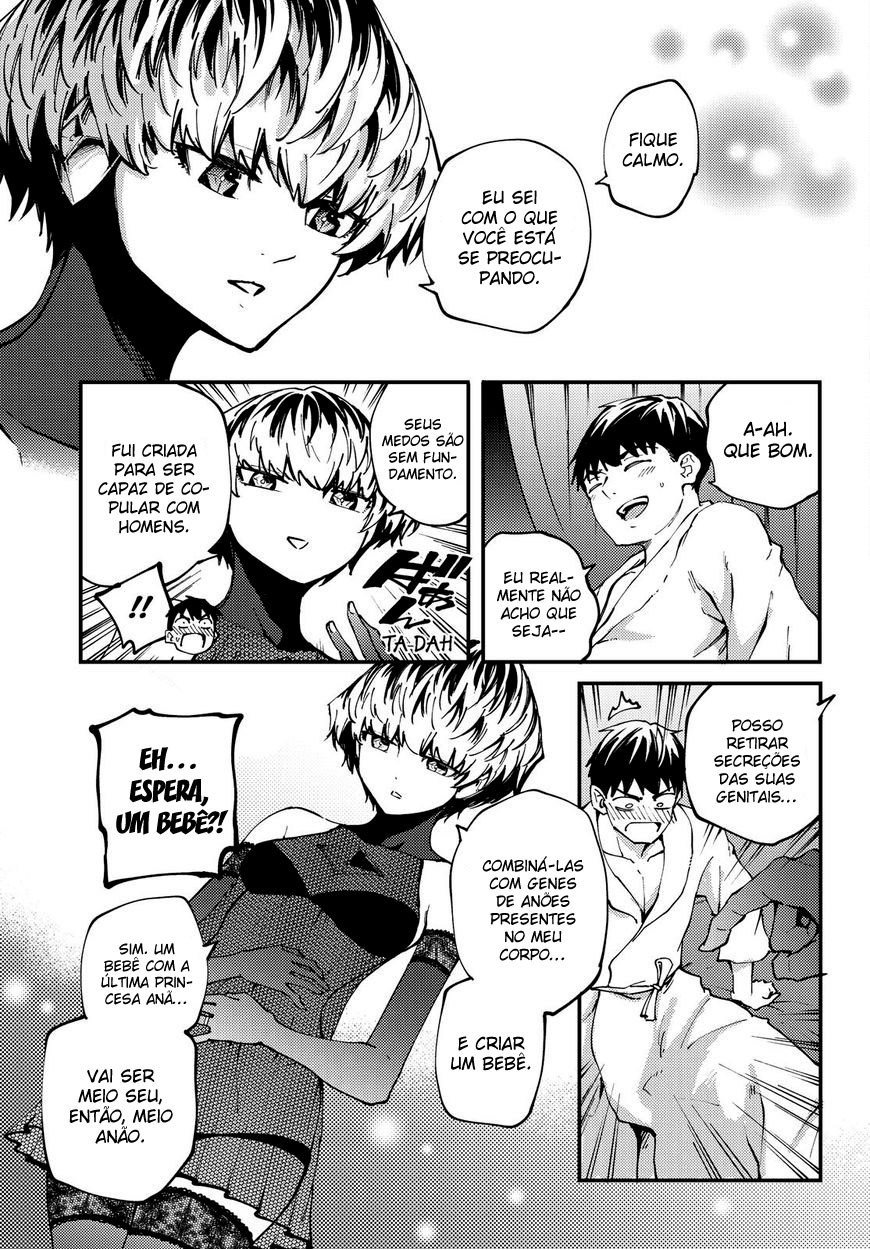 FIQUE
CALMO.
EU SEI
COM O QUE
VOCÊ ESTÁ
SE PREOCU-
PANDO.
A-AH.
QUE BOM.
EU REAL-
MENTE NÃO
ACHO QUE
SEJA--
SEUS
MEDOS SÃO
SEM FUN-
DAMENTO.
FUI CRIADA
PARA SER
CAPAZ DE CO-
PULAR COM
HOMENS.
TA DAH
!!
POSSO
RETIRAR
SECREÇÕES
DAS SUAS
GENITAIS...
COMBINÁ-LAS
COM GENES
DE ANÕES
PRESENTES
NO MEU
CORPO...
E CRIAR
UM BEBÊ.
EH...
ESPERA,
UM BEBÊ?!
SIM. UM
BEBÊ COM A
ÚLTIMA PRIN-
CESA ANÃ...
VAI SER
MEIO SEU,
ENTÃO, MEIO
ANÃO.